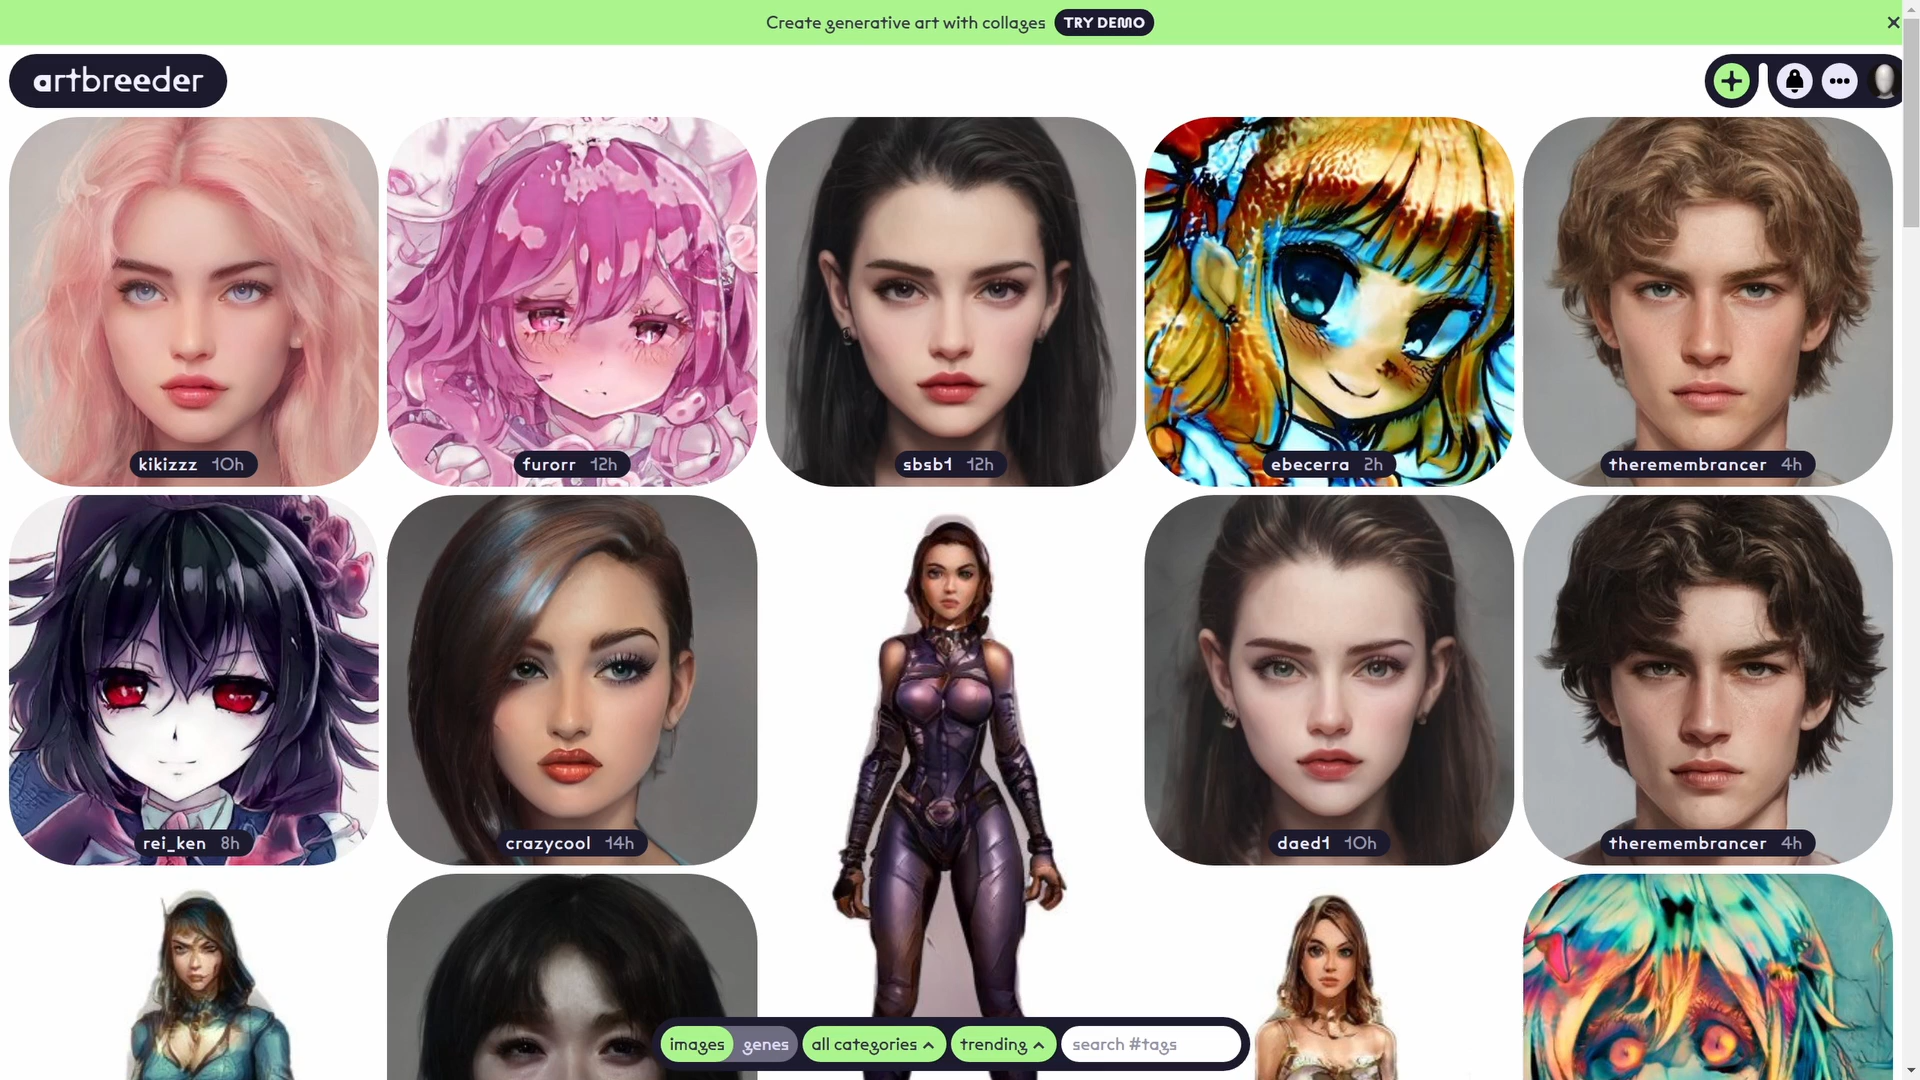 Create generative art with collages TRY DEMO
artbreeder
kikizzz 10h
furorr 12h
sbsb1 12h
ebecerra 2h
theremembrancer 4h
rei_ken 8h
crazycool 14h
daed1 10h
theremembrancer 4h
images genes all categories trending search #tags